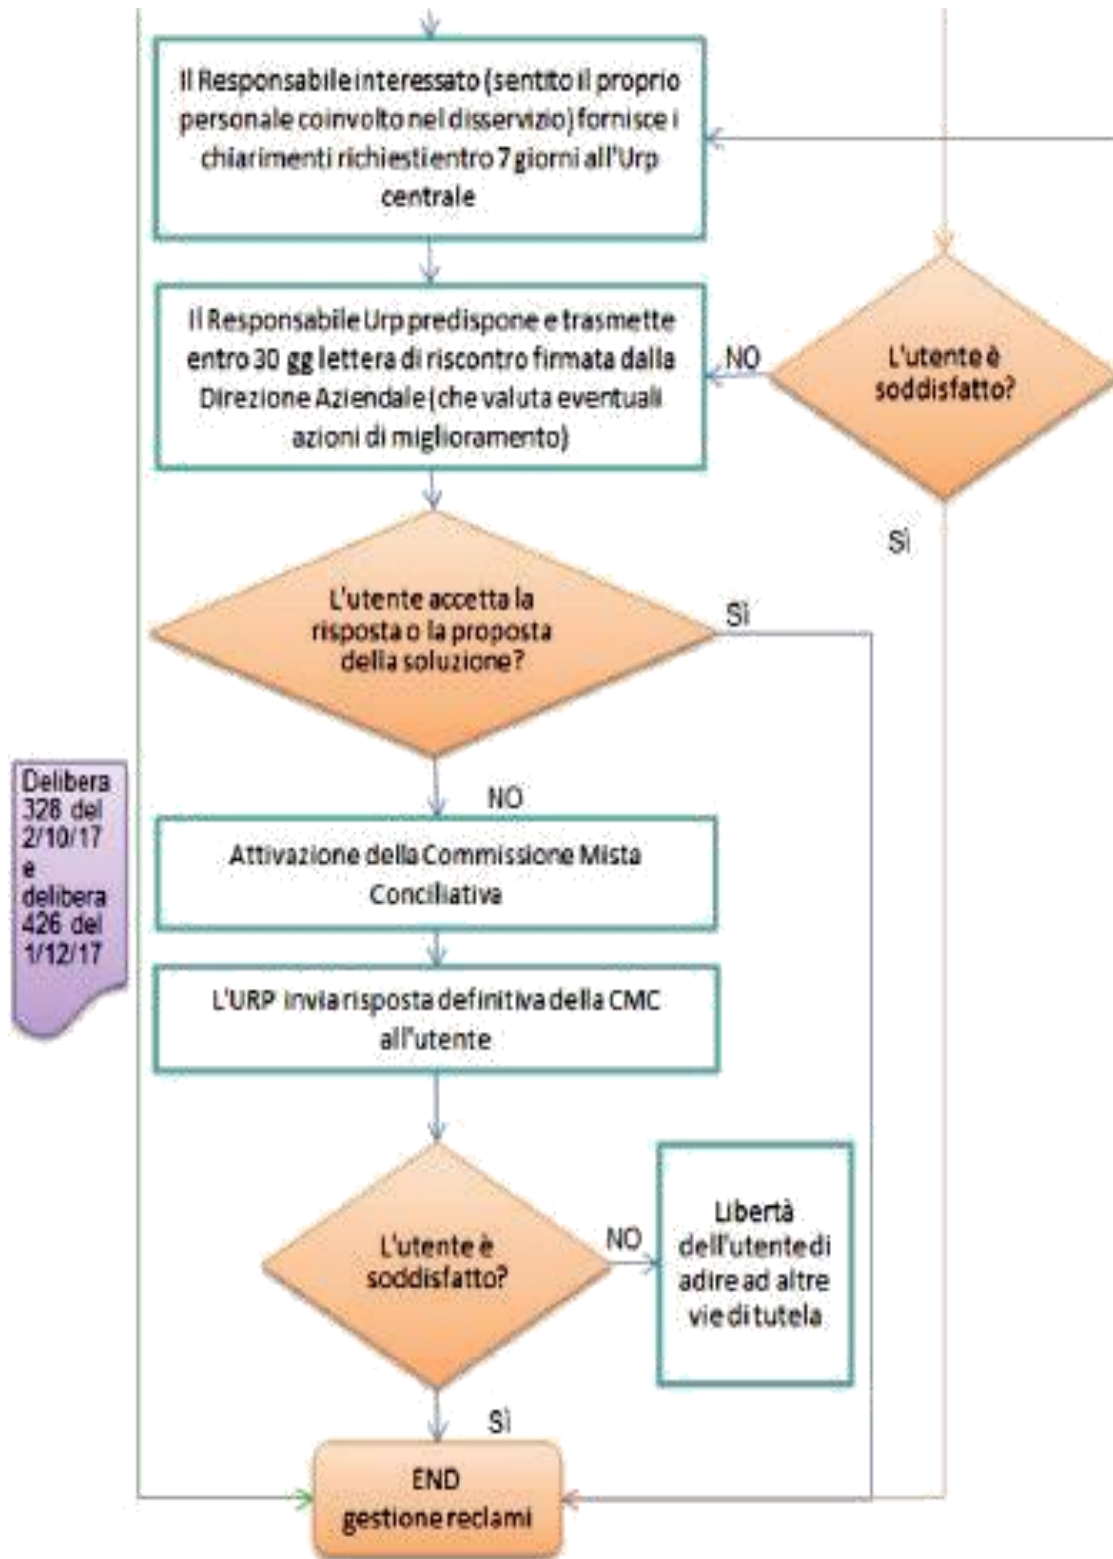 Il Responsabile interessato (sentito il proprio
personale coinvolto nel disservizio) fornisce i
chiarimenti richiesti entro 7 giorni all'Urp
centrale
Il Responsabile Urp predispone e trasmette
entro 30 gg lettera di riscontro firmata dalla
Direzione Aziendale (che valuta eventuali
azioni di miglioramento)
NO
L'utente è
soddisfatto?
Sì
L'utente accetta la
risposta o la proposta
della soluzione?
Sì
NO
Delibera
328 del
2/10/17
e
delibera
426 del
1/12/17
Attivazione della Commissione Mista
Conciliativa
L'URP invia risposta definitiva della CMC
all'utente
L'utente è
soddisfatto?
NO
Libertà
dell'utente di
adire ad altre
vie di tutela
Sì
END
gestione reclami